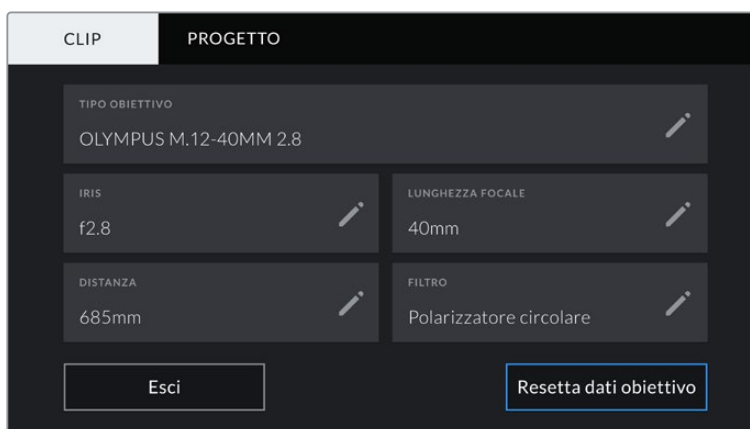 CLIP PROGETTO
TIPO OBIETTIVO
OLYMPUS M.12-40MM 2.8
IRIS
f2.8
LUNGHEZZA FOCALE
40mm
DISTANZA
685mm
FILTRO
Polarizzatore circolare
Esci
Resetta dati obiettivo